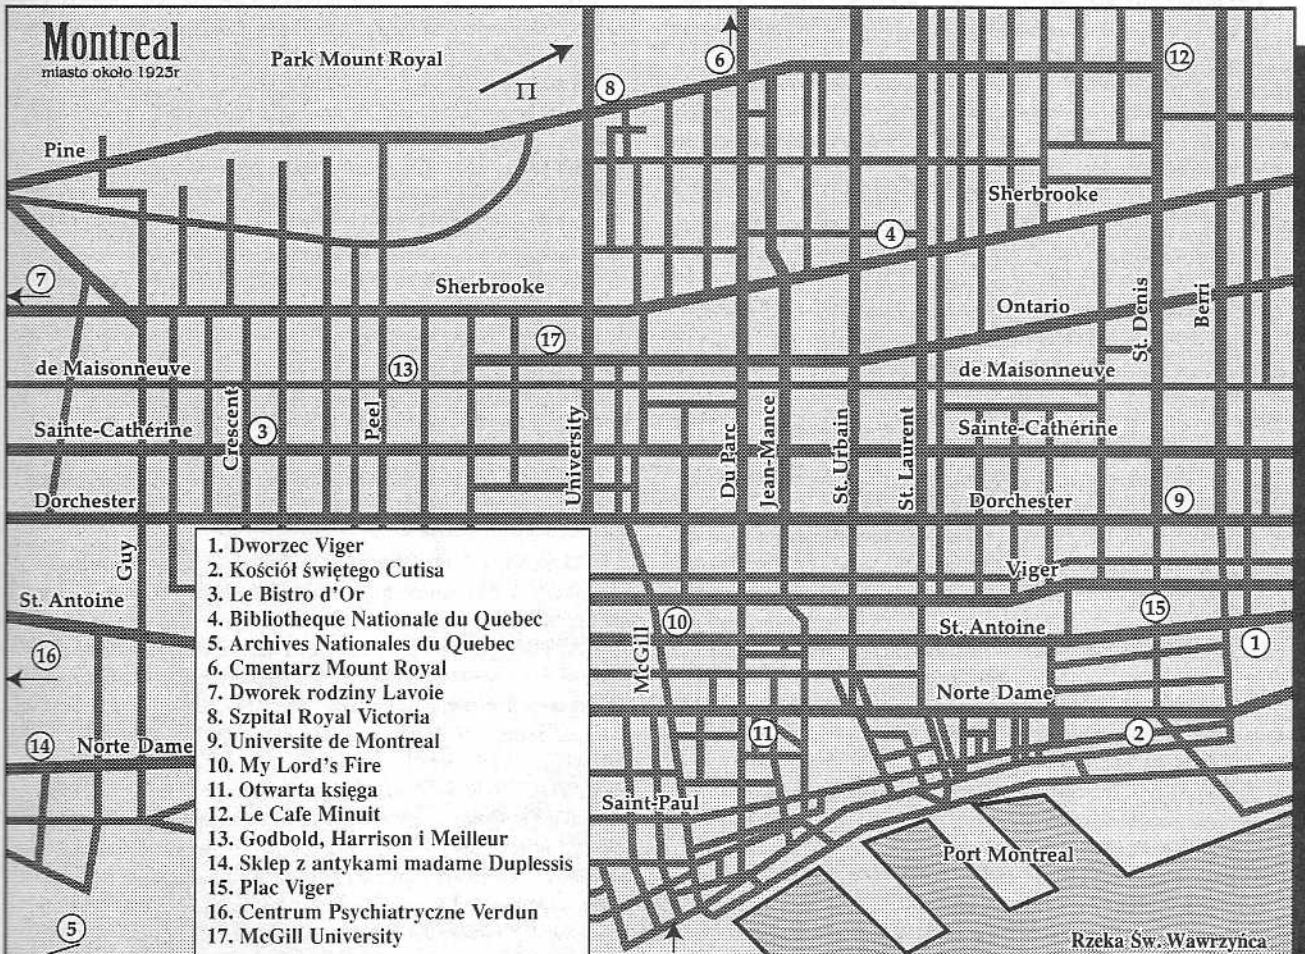 Montreal
miasto około 1923r
Park Mount Royal
Π
6
12
8
Pine
Sherbrooke
4
7
Sherbrooke
Ontario
St. Denis
Berri
17
de Maisonneuve
13
de Maisonneuve
Crescent
Peel
University
Du Parc
Jean-Mance
St. Urbain
St. Laurent
Sainte-Cathérine
3
Sainte-Cathérine
Dorchester
Dorchester
9
Guy
Viger
St. Antoine
10
15
St. Antoine
1
McGill
16
Norte Dame
14
Norte Dame
11
2
Saint-Paul
Port Montreal
5
Rzeka Św. Wawrzyńca
1. Dworzec Viger
2. Kościół świętego Cutisa
3. Le Bistro d'Or
4. Bibliotheque Nationale du Quebec
5. Archives Nationales du Quebec
6. Cmentarz Mount Royal
7. Dworek rodziny Lavoie
8. Szpital Royal Victoria
9. Universite de Montreal
10. My Lord's Fire
11. Otwarta księga
12. Le Cafe Minuit
13. Godbold, Harrison i Meilleur
14. Sklep z antykami madame Duplessis
15. Plac Viger
16. Centrum Psychiatryczne Verdun
17. McGill University